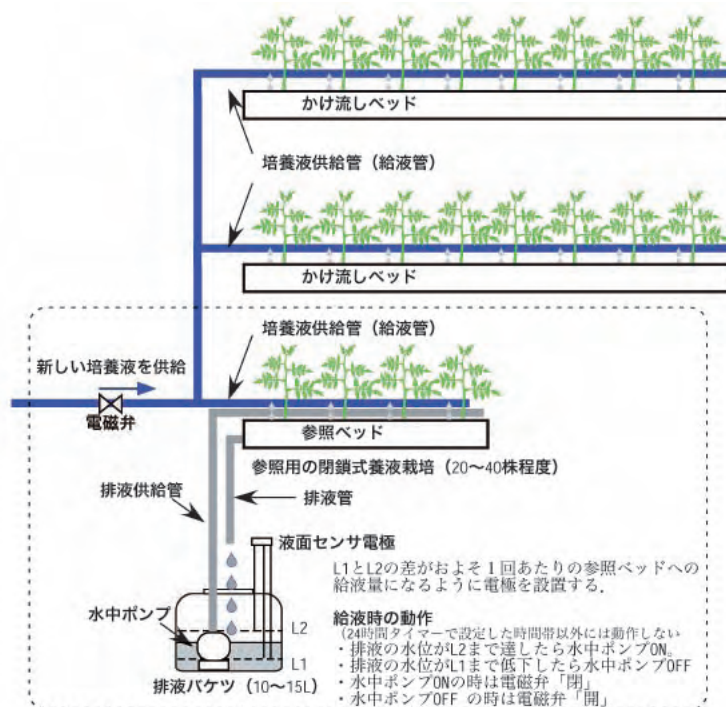 かけ流しベッド
培養液供給管（給液管）
かけ流しベッド
培養液供給管（給液管）
新しい培養液を供給
電磁弁
参照ベッド
参照用の閉鎖式養液栽培（20〜40株程度）
排液供給管
排液管
液面センサ電極
L1とL2の差がおよそ１回あたりの参照ベッドへの
給液量になるように電極を設置する．
水中ポンプ
L2
L1
排液バケツ（10〜15L）
給液時の動作
（24時間タイマーで設定した時間帯以外には動作しない
・排液の水位がL2まで達したら水中ポンプON。
・排液の水位がL1まで低下したら水中ポンプOFF
・水中ポンプONの時は電磁弁「閉」
・水中ポンプOFF の時は電磁弁「開」